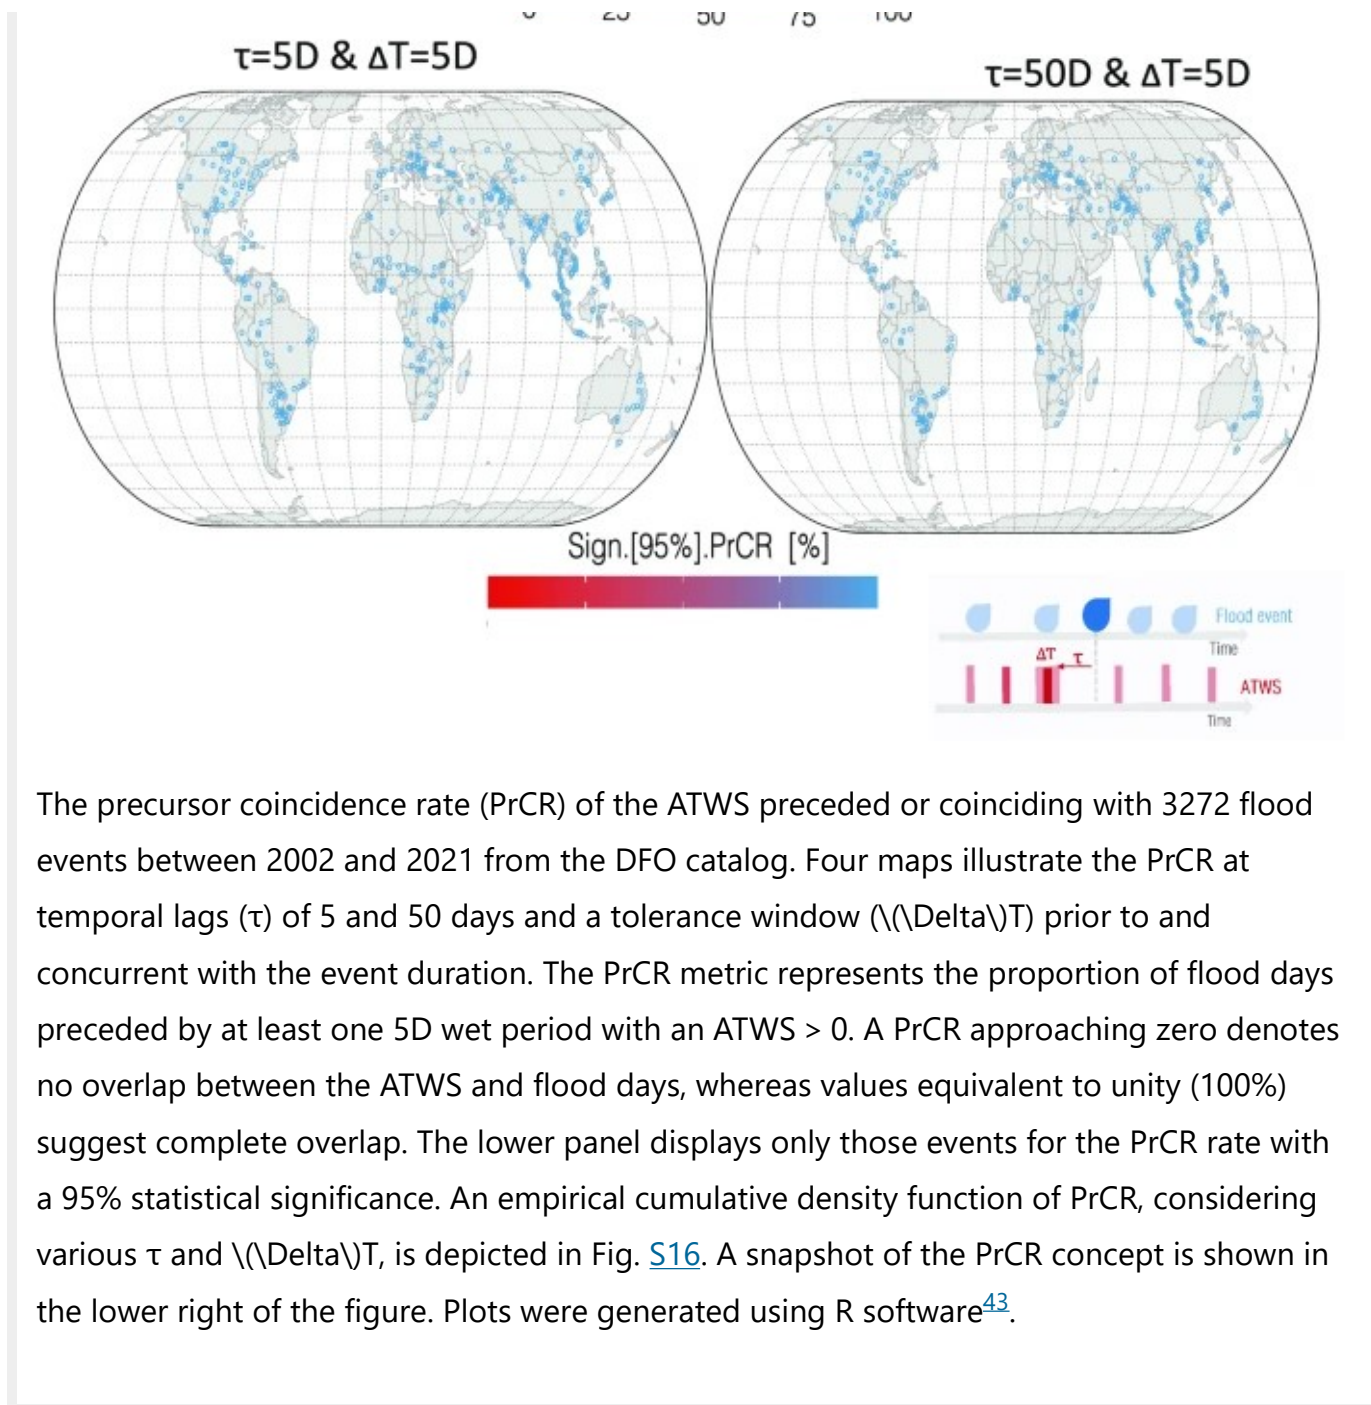 0 25 50 75 100
τ=5D & ΔT=5D
τ=50D & ΔT=5D
Sign.[95%].PrCR [%]
Flood event
Time
ΔT τ
ATWS
Time
The precursor coincidence rate (PrCR) of the ATWS preceded or coinciding with 3272 flood
events between 2002 and 2021 from the DFO catalog. Four maps illustrate the PrCR at
temporal lags (τ) of 5 and 50 days and a tolerance window (\(\Delta\)T) prior to and
concurrent with the event duration. The PrCR metric represents the proportion of flood days
preceded by at least one 5D wet period with an ATWS > 0. A PrCR approaching zero denotes
no overlap between the ATWS and flood days, whereas values equivalent to unity (100%)
suggest complete overlap. The lower panel displays only those events for the PrCR rate with
a 95% statistical significance. An empirical cumulative density function of PrCR, considering
various τ and \(\Delta\)T, is depicted in Fig. S16. A snapshot of the PrCR concept is shown in
the lower right of the figure. Plots were generated using R software43.